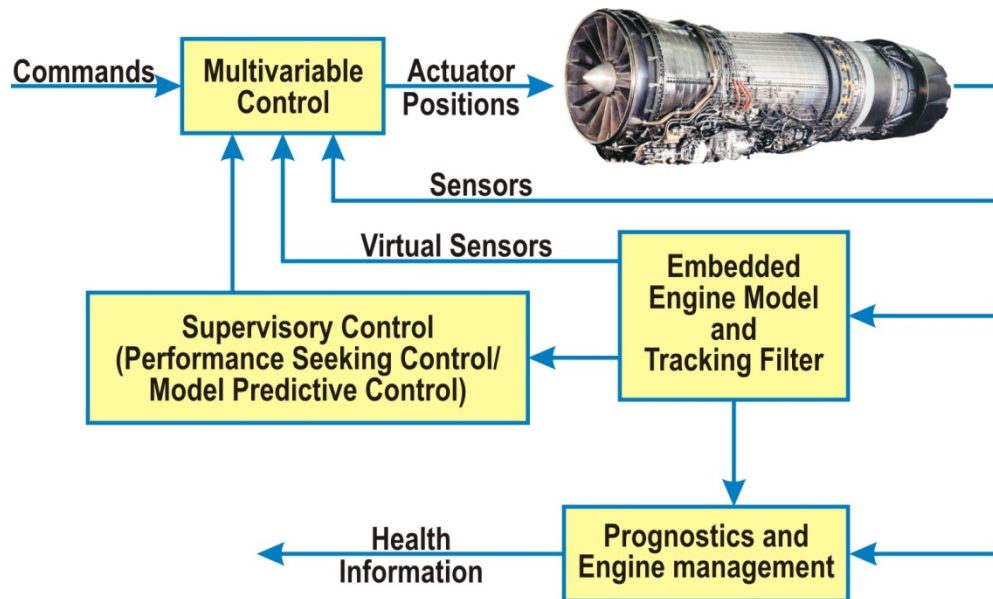 Commands
Multivariable
Control
Actuator
Positions
Sensors
Virtual Sensors
Embedded
Engine Model
and
Tracking Filter
Supervisory Control
(Performance Seeking Control/
Model Predictive Control)
Health
Information
Prognostics and
Engine management